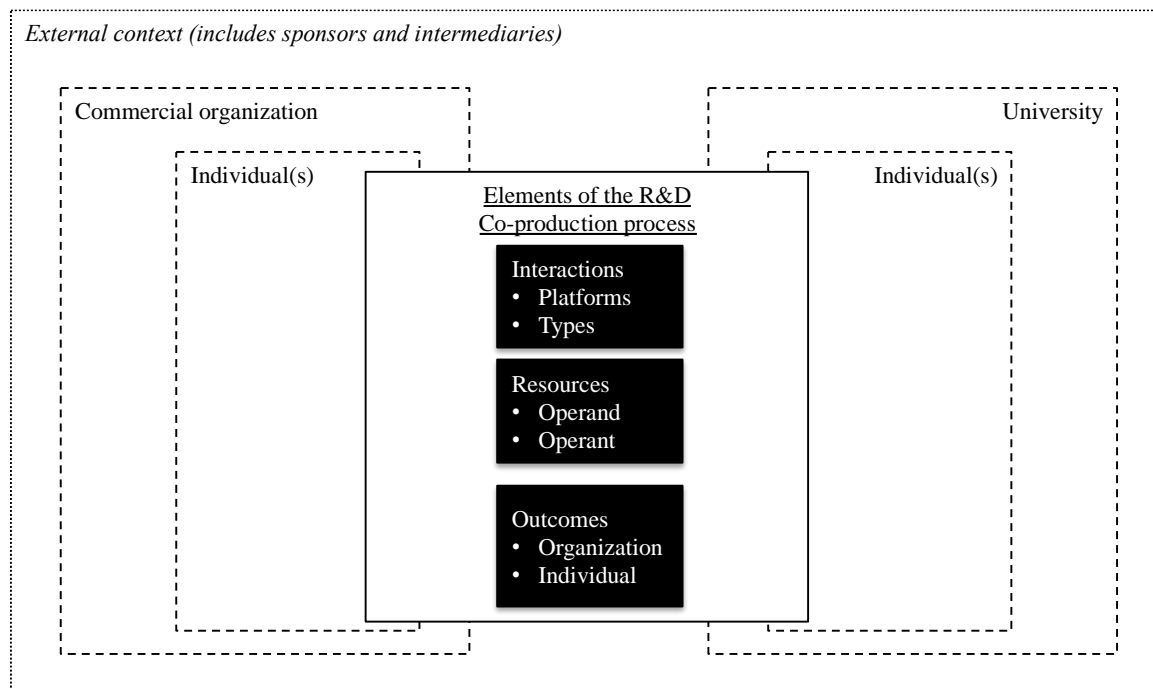 External context (includes sponsors and intermediaries)
Commercial organization
University
Individual(s)
Individual(s)
Elements of the R&D
Co-production process
Interactions
• Platforms
• Types
Resources
• Operand
• Operant
Outcomes
• Organization
• Individual